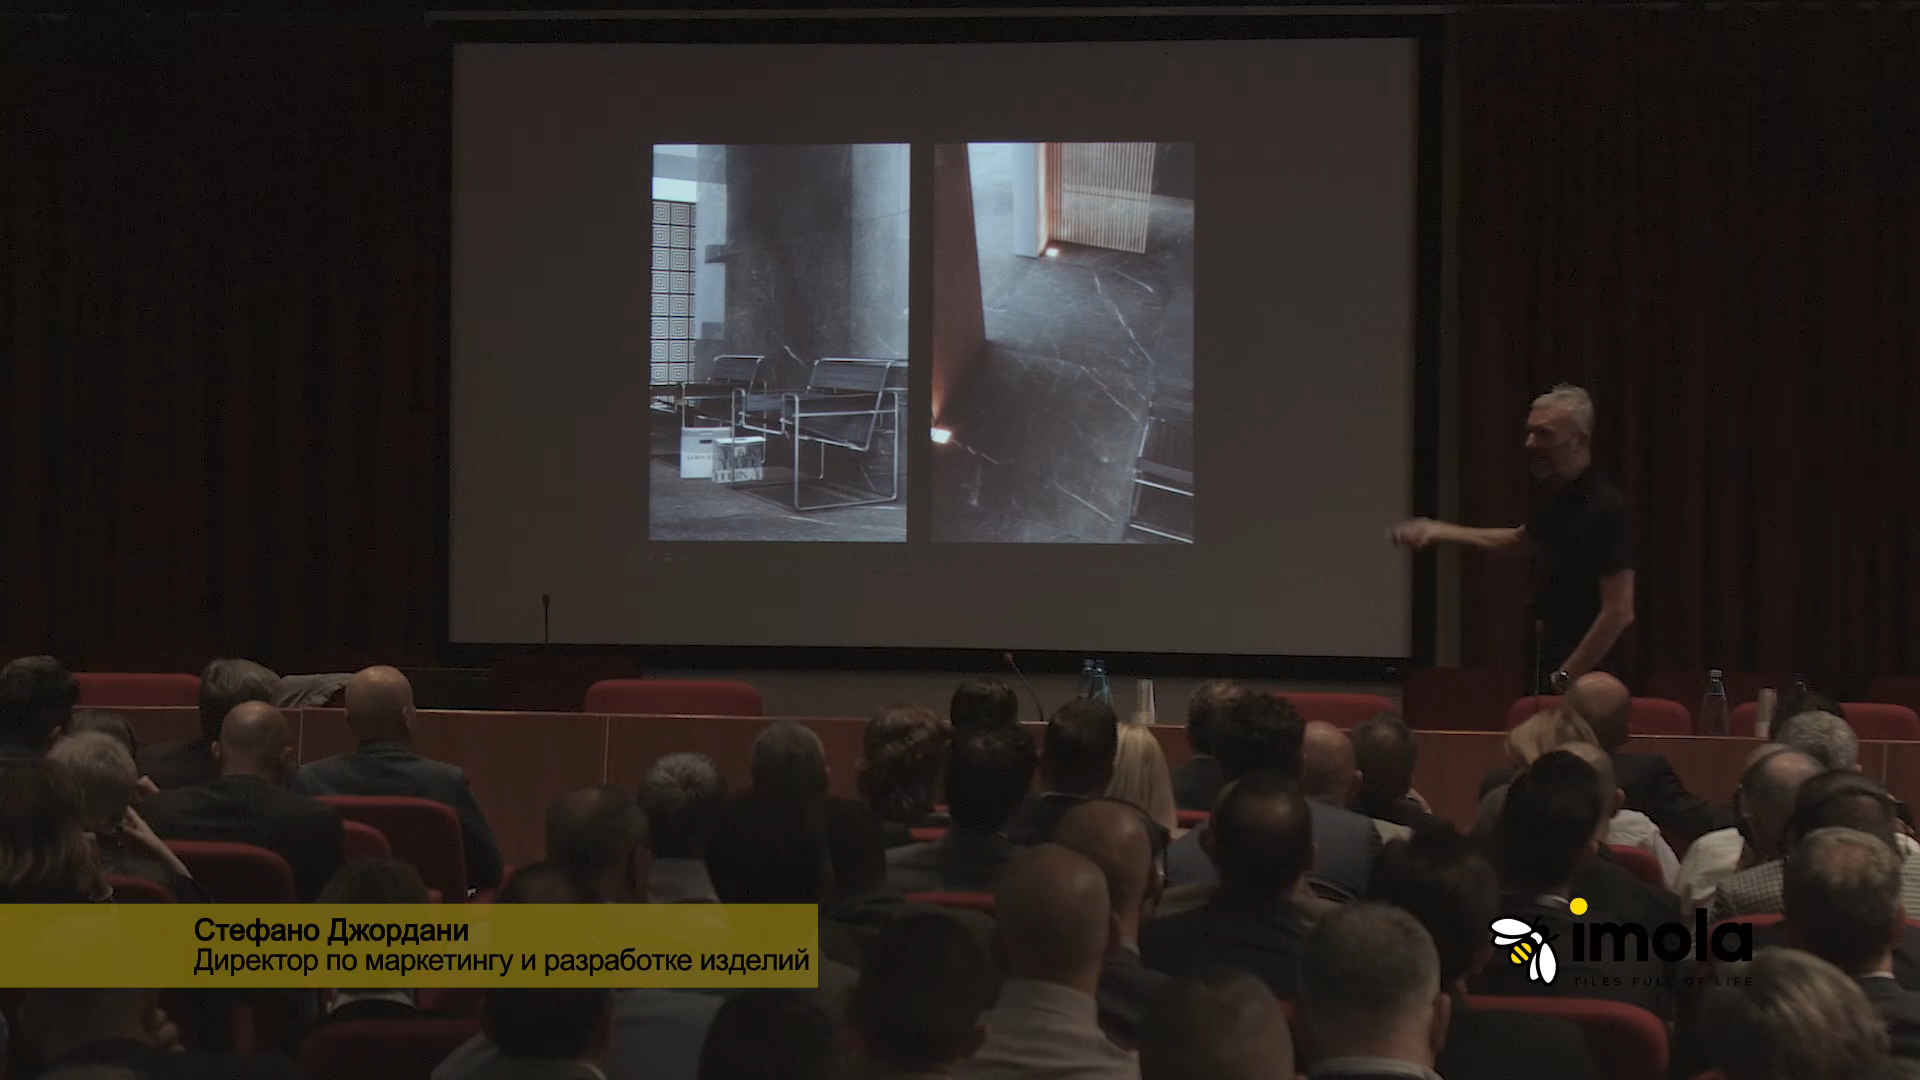 Стефано Джордани
Директор по маркетингу и разработке изделий
imola
TILES FULL OF LIFE